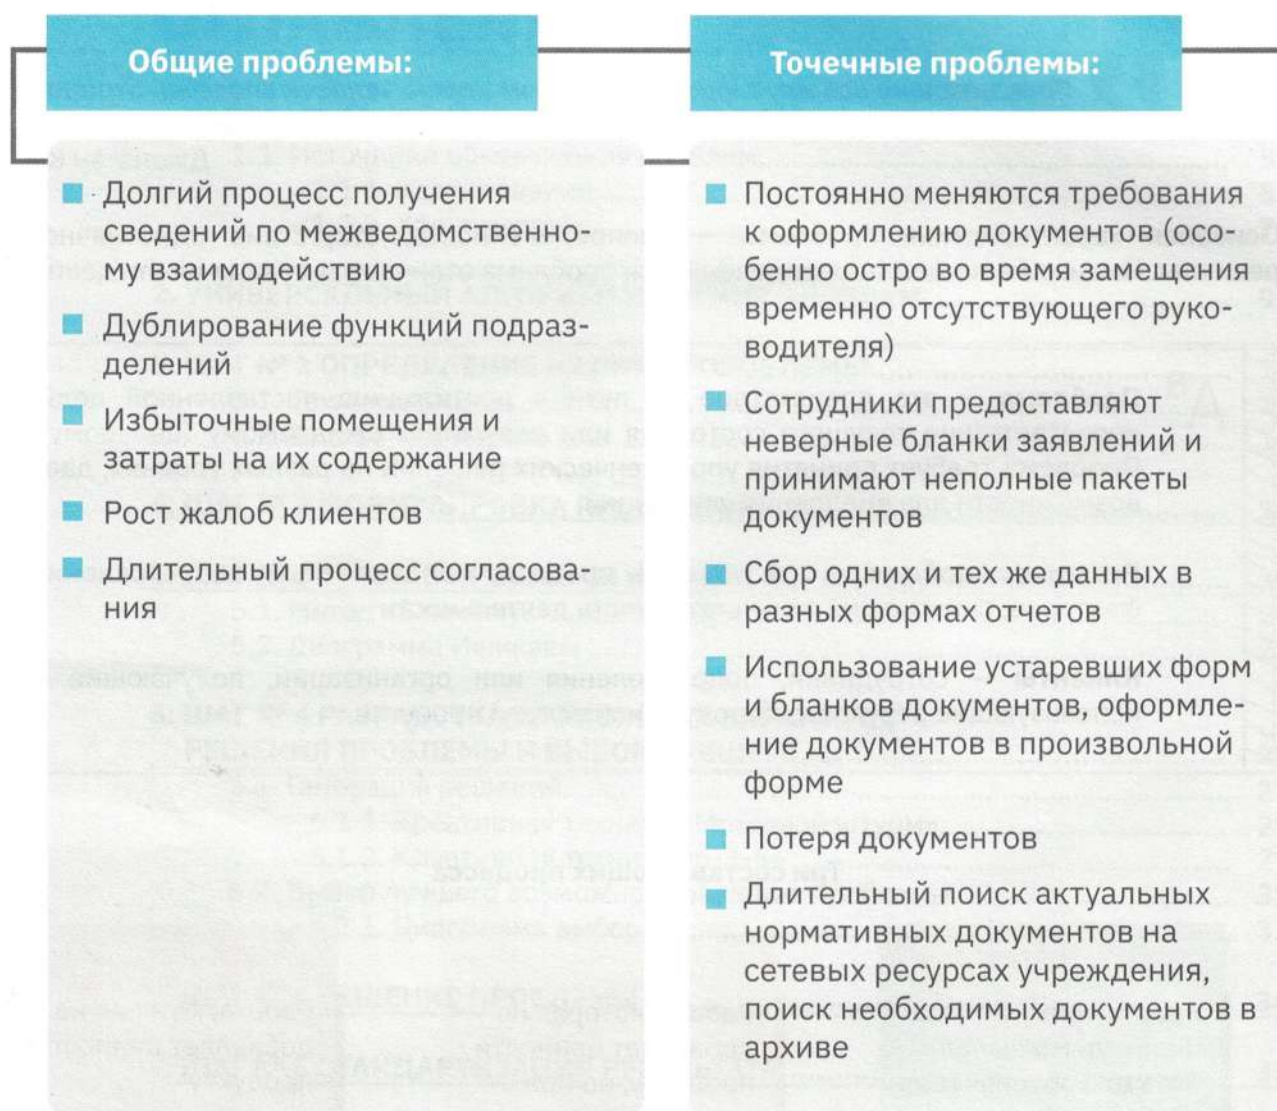 Общие проблемы:
Долгий процесс получения
сведений по межведомственно-
му взаимодействию
Дублирование функций подраз-
делений
Избыточные помещения и
затраты на их содержание
Рост жалоб клиентов
Длительный процесс согласова-
ния
Точечные проблемы:
Постоянно меняются требования
к оформлению документов (осо-
бенно остро во время замещения
временно отсутствующего руко-
водителя)
Сотрудники предоставляют
неверные бланки заявлений и
принимают неполные пакеты
документов
Сбор одних и тех же данных в
разных формах отчетов
Использование устаревших форм
и бланков документов, оформле-
ние документов в произвольной
форме
Потеря документов
Длительный поиск актуальных
нормативных документов на
сетевых ресурсах учреждения,
поиск необходимых документов в
архиве